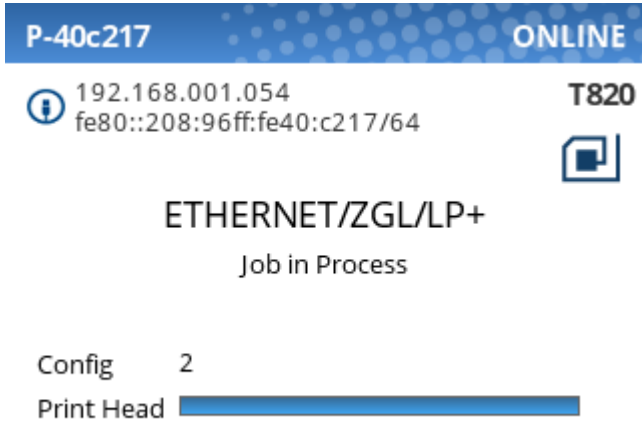 P-40c217 ONLINE
192.168.001.054 T820
fe80::208:96ff:fe40:c217/64
ETHERNET/ZGL/LP+
Job in Process
Config 2
Print Head